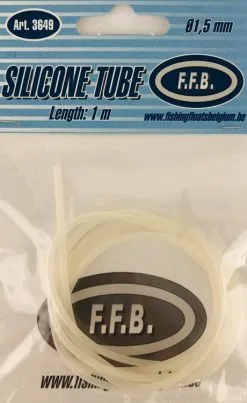 Art. 3649
Ø1,5 mm
SILICONE TUBE
F.F.B.
Length: 1 m
www.fishingfloatsbelgium.be
F.F.B.